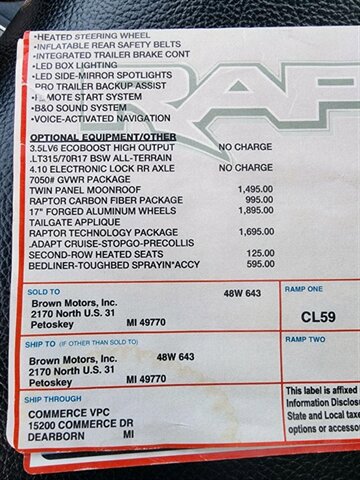 •HEATED STEERING WHEEL
•INFLATABLE REAR SAFETY BELTS
•INTEGRATED TRAILER BRAKE CONT
•LED BOX LIGHTING
•LED SIDE-MIRROR SPOTLIGHTS
PRO TRAILER BACKUP ASSIST
REMOTE START SYSTEM
•B&O SOUND SYSTEM
•VOICE-ACTIVATED NAVIGATION
RAP
OPTIONAL EQUIPMENT/OTHER
3.5LV6 ECOBOOST HIGH OUTPUT NO CHARGE
.LT315/70R17 BSW ALL-TERRAIN
4.10 ELECTRONIC LOCK RR AXLE NO CHARGE
7050# GVWR PACKAGE
TWIN PANEL MOONROOF 1,495.00
RAPTOR CARBON FIBER PACKAGE 995.00
17" FORGED ALUMINUM WHEELS 1,895.00
TAILGATE APPLIQUE
RAPTOR TECHNOLOGY PACKAGE 1,695.00
.ADAPT CRUISE-STOPGO-PRECOLLIS
SECOND-ROW HEATED SEATS 125.00
BEDLINER-TOUGHBED SPRAYIN*ACCY 595.00
SOLD TO 48W 643
Brown Motors, Inc.
2170 North U.S. 31
Petoskey MI 49770
RAMP ONE
CL59
SHIP TO (IF OTHER THAN SOLD TO)
Brown Motors, Inc. 48W 643
2170 North U.S. 31
Petoskey MI 49770
RAMP TWO
SHIP THROUGH
COMMERCE VPC
15200 COMMERCE DR
DEARBORN MI
This label is affixed
Information Disclos
State and Local taxe
options or accessor